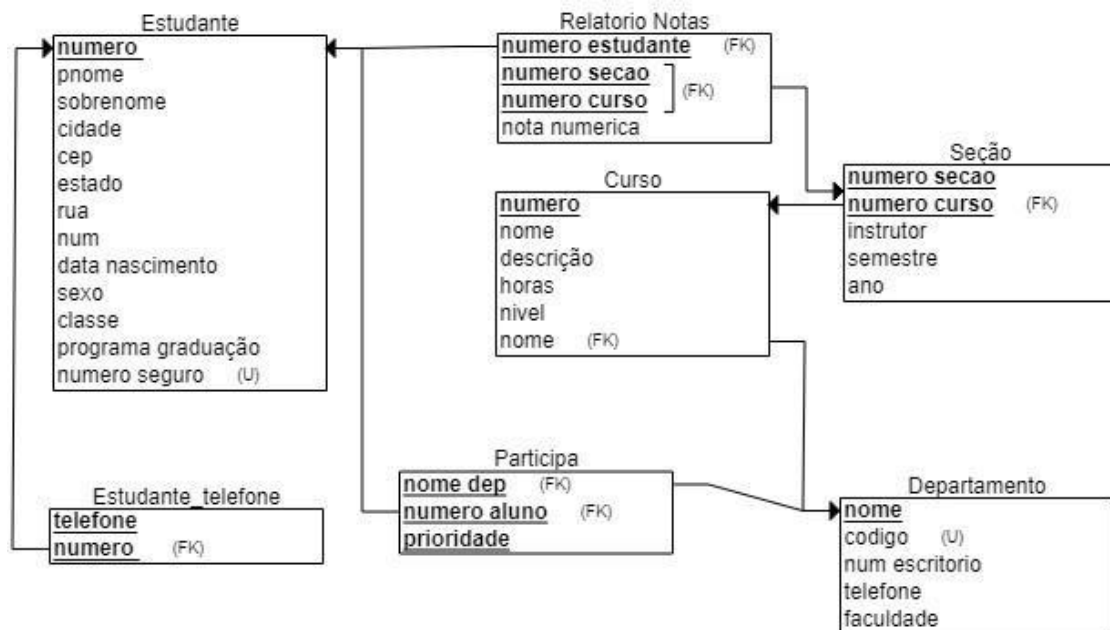 Estudante
numero
pnome
sobrenome
cidade
cep
estado
rua
num
data nascimento
sexo
classe
programa graduação
numero seguro (U)
Relatorio Notas
numero estudante (FK)
numero secao
numero curso
(FK)
nota numerica
Curso
numero
nome
descrição
horas
nivel
nome (FK)
Seção
numero secao
numero curso (FK)
instrutor
semestre
ano
Estudante_telefone
telefone
numero (FK)
Participa
nome dep (FK)
numero aluno (FK)
prioridade
Departamento
nome
codigo (U)
num escritorio
telefone
faculdade